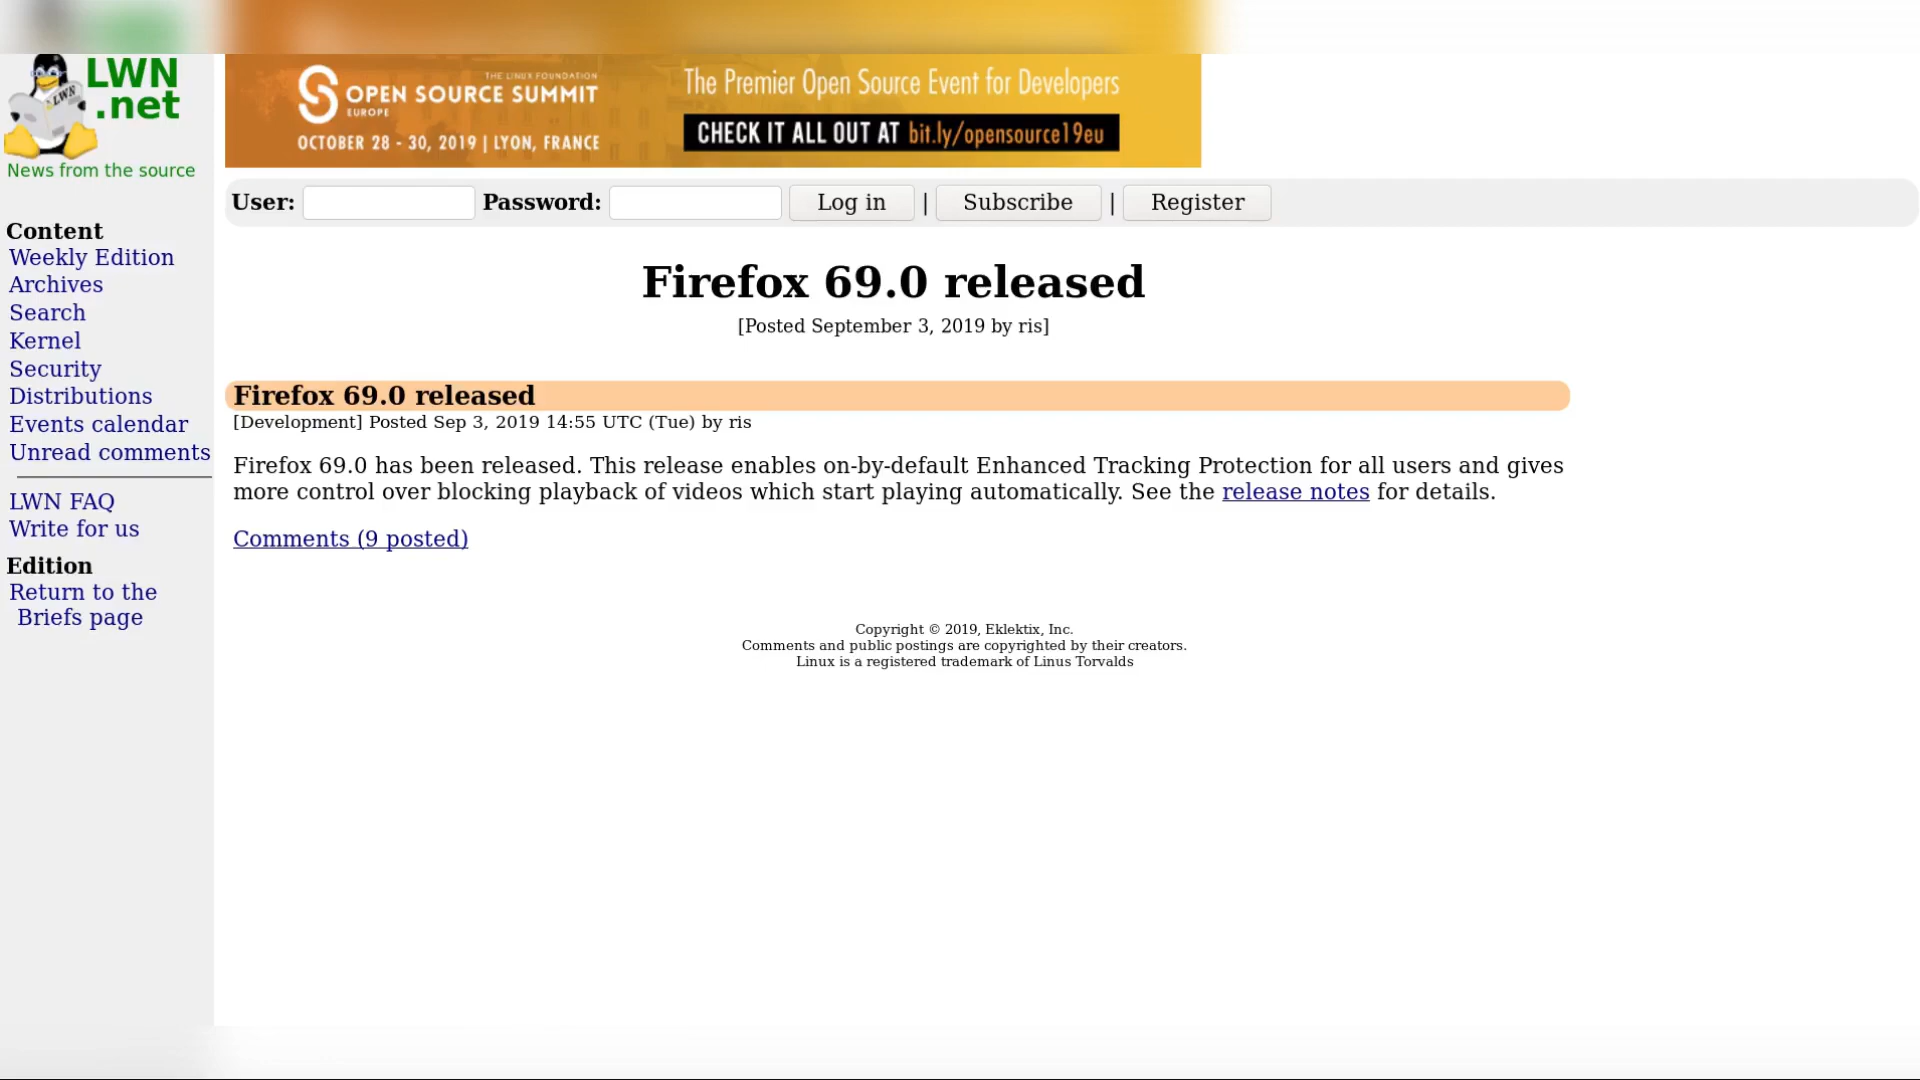 LWN
.net
LWN
News from the source
THE LINUX FOUNDATION
OPEN SOURCE SUMMIT
EUROPE
OCTOBER 28 - 30, 2019 | LYON, FRANCE
The Premier Open Source Event for Developers
CHECK IT ALL OUT AT bit.ly/opensource19eu
User: Password: Log in | Subscribe | Register
Content
Weekly Edition
Archives
Search
Kernel
Security
Distributions
Events calendar
Unread comments
LWN FAQ
Write for us
Edition
Return to the
Briefs page
Firefox 69.0 released
[Posted September 3, 2019 by ris]
Firefox 69.0 released
[Development] Posted Sep 3, 2019 14:55 UTC (Tue) by ris
Firefox 69.0 has been released. This release enables on-by-default Enhanced Tracking Protection for all users and gives
more control over blocking playback of videos which start playing automatically. See the release notes for details.
Comments (9 posted)
Copyright © 2019, Eklektix, Inc.
Comments and public postings are copyrighted by their creators.
Linux is a registered trademark of Linus Torvalds